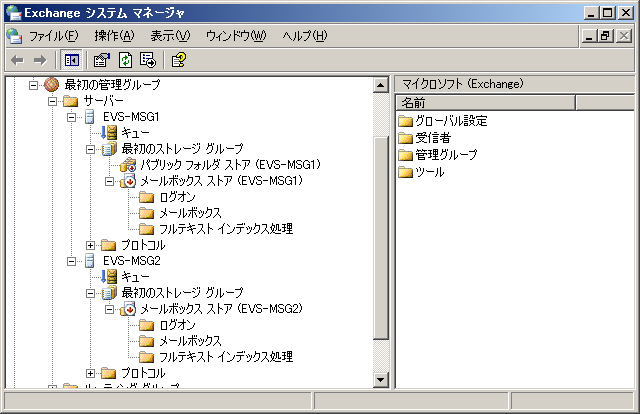 Exchange システム マネージャ
ファイル(F) 操作(A) 表示(V) ウィンドウ(W) ヘルプ(H)
最初の管理グループ
サーバー
EVS-MSG1
キュー
最初のストレージ グループ
パブリック フォルダ ストア (EVS-MSG1)
メールボックス ストア (EVS-MSG1)
ログオン
メールボックス
フルテキスト インデックス処理
プロトコル
EVS-MSG2
キュー
最初のストレージ グループ
メールボックス ストア (EVS-MSG2)
ログオン
メールボックス
フルテキスト インデックス処理
プロトコル
ルーティング グループ
マイクロソフト (Exchange)
名前
グローバル設定
受信者
管理グループ
ツール